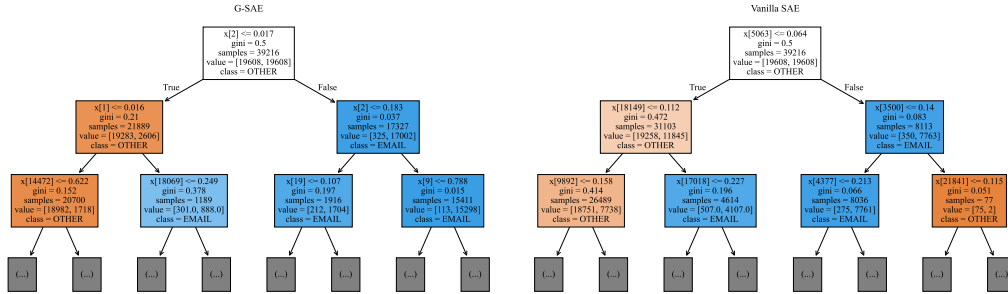 G-SAE
x[2] <= 0.017
gini = 0.5
samples = 39216
value = [19608, 19608]
class = OTHER
True
False
x[1] <= 0.016
gini = 0.21
samples = 21889
value = [19283, 2606]
class = OTHER
x[2] <= 0.183
gini = 0.037
samples = 17327
value = [325, 17002]
class = EMAIL
x[14472] <= 0.622
gini = 0.152
samples = 20700
value = [18982, 1718]
class = OTHER
x[18069] <= 0.249
gini = 0.378
samples = 1189
value = [301.0, 888.0]
class = EMAIL
x[19] <= 0.107
gini = 0.197
samples = 1916
value = [212, 1704]
class = EMAIL
x[9] <= 0.788
gini = 0.015
samples = 15411
value = [113, 15298]
class = EMAIL
(...)
(...)
(...)
(...)
(...)
(...)
(...)
(...)
Vanilla SAE
x[5063] <= 0.064
gini = 0.5
samples = 39216
value = [19608, 19608]
class = OTHER
True
False
x[18149] <= 0.112
gini = 0.472
samples = 31103
value = [19258, 11845]
class = OTHER
x[3500] <= 0.14
gini = 0.083
samples = 8113
value = [350, 7763]
class = EMAIL
x[9892] <= 0.158
gini = 0.414
samples = 26489
value = [18751, 7738]
class = OTHER
x[17018] <= 0.227
gini = 0.196
samples = 4614
value = [507.0, 4107.0]
class = EMAIL
x[4377] <= 0.213
gini = 0.066
samples = 8036
value = [275, 7761]
class = EMAIL
x[21841] <= 0.115
gini = 0.051
samples = 77
value = [75, 2]
class = OTHER
(...)
(...)
(...)
(...)
(...)
(...)
(...)
(...)